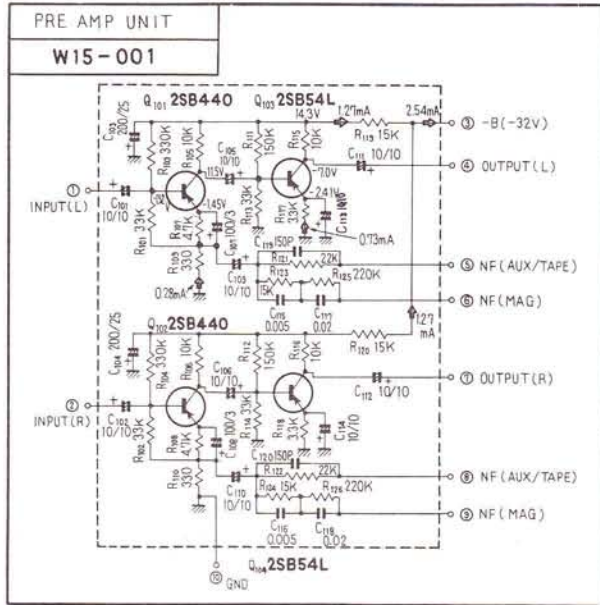 PRE AMP UNIT
W15-001
Q101 2SB440
Q103 2SB54L
14.3V
1.27mA
2.54mA
③ -B(-32V)
R119 15K
C103 200/25
R103 330K
R105 10K
R111 150K
R115 10K
C111 10/10
④ OUTPUT(L)
C106 10/10
11.5V
-7.0V
① INPUT(L)
C101 10/10
-1.45V
-2.41V
R101 33K
R107 4.7K
C107 100/3
R113 33K
R117 3.3K
C113 10/10
0.73mA
R109 330
0.28mA
C105 10/10
C119 150P
R121 22K
⑤ NF(AUX/TAPE)
R123 15K
R125 220K
⑥ NF(MAG)
C115 0.005
C117 0.02
1.27 mA
Q102 2SB440
R120 15K
C104 200/25
R104 330K
R106 10K
R112 150K
R116 10K
C106 10/10
⑦ OUTPUT(R)
C112 10/10
② INPUT(R)
C102 10/10
R102 33K
R108 4.7K
C108 100/3
R114 33K
R118 3.3K
C114 10/10
R110 330
C110 10/10
C120 150P
R122 22K
⑧ NF(AUX/TAPE)
R104 15K
R126 220K
⑨ NF(MAG)
C116 0.005
C118 0.02
Q104 2SB54L
⑩ GND